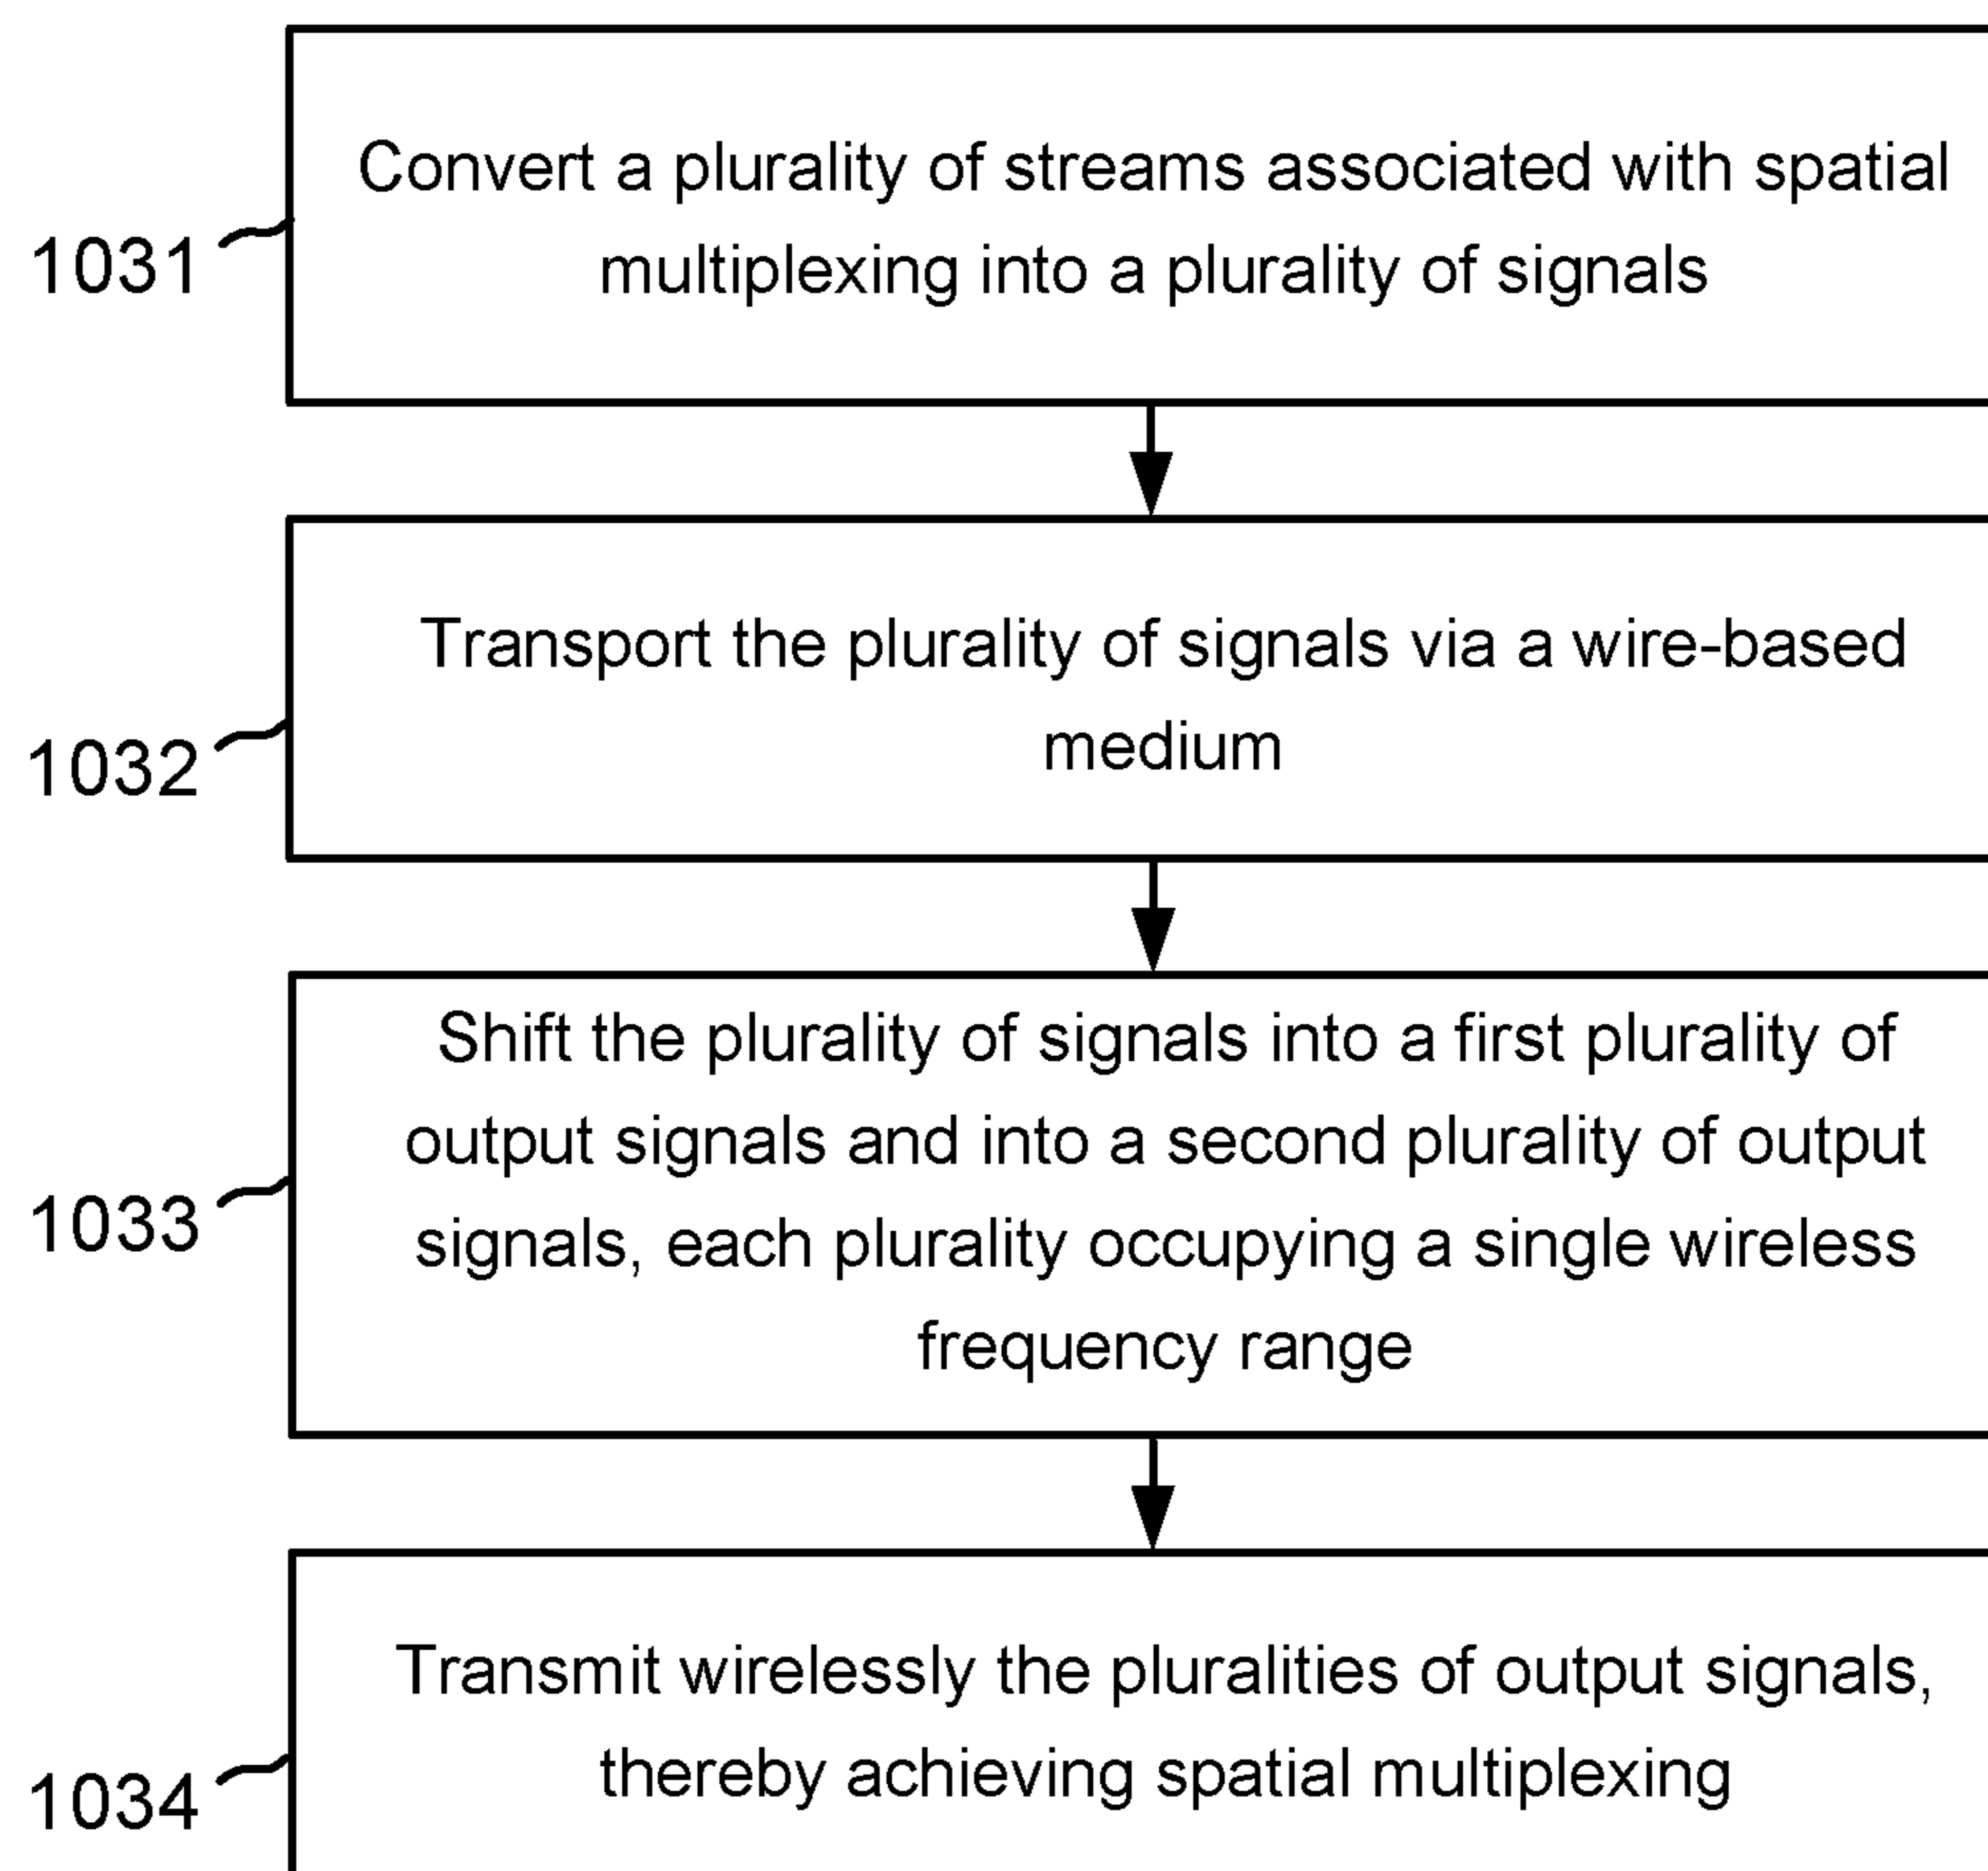 Convert a plurality of streams associated with spatial
multiplexing into a plurality of signals
1031
Transport the plurality of signals via a wire-based
medium
1032
Shift the plurality of signals into a first plurality of
output signals and into a second plurality of output
signals, each plurality occupying a single wireless
frequency range
1033
Transmit wirelessly the pluralities of output signals,
thereby achieving spatial multiplexing
1034